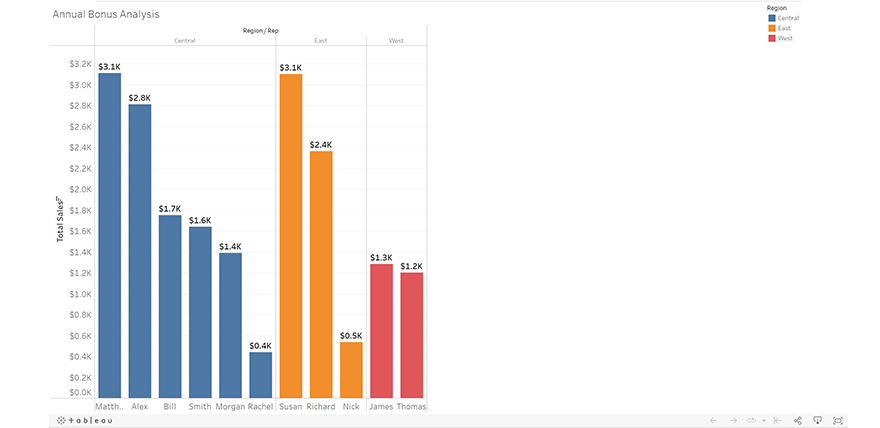 Annual Bonus Analysis
Region / Rep
Central East West
$3.2K
$3.0K
$2.8K
$2.6K
$2.4K
$2.2K
$2.0K
$1.8K
$1.6K
$1.4K
$1.2K
$1.0K
$0.8K
$0.6K
$0.4K
$0.2K
$0.0K
Total Sales
$3.1K
$2.8K
$1.7K
$1.6K
$1.4K
$0.4K
$3.1K
$2.4K
$0.5K
$1.3K
$1.2K
Matth.. Alex Bill Smith Morgan Rachel Susan Richard Nick James Thomas
Region
Central
East
West
+ a b l e a u